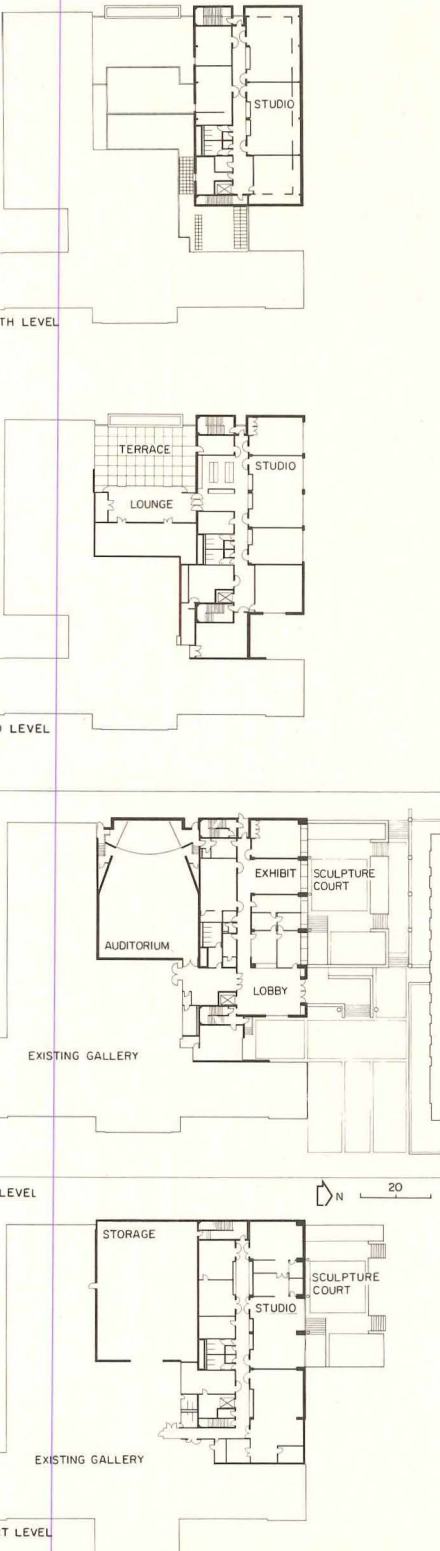 STUDIO
TH LEVEL
TERRACE
STUDIO
LOUNGE
LEVEL
EXHIBIT
SCULPTURE
COURT
AUDITORIUM
LOBBY
EXISTING GALLERY
LEVEL
N
20
STORAGE
SCULPTURE
COURT
STUDIO
EXISTING GALLERY
T LEVEL